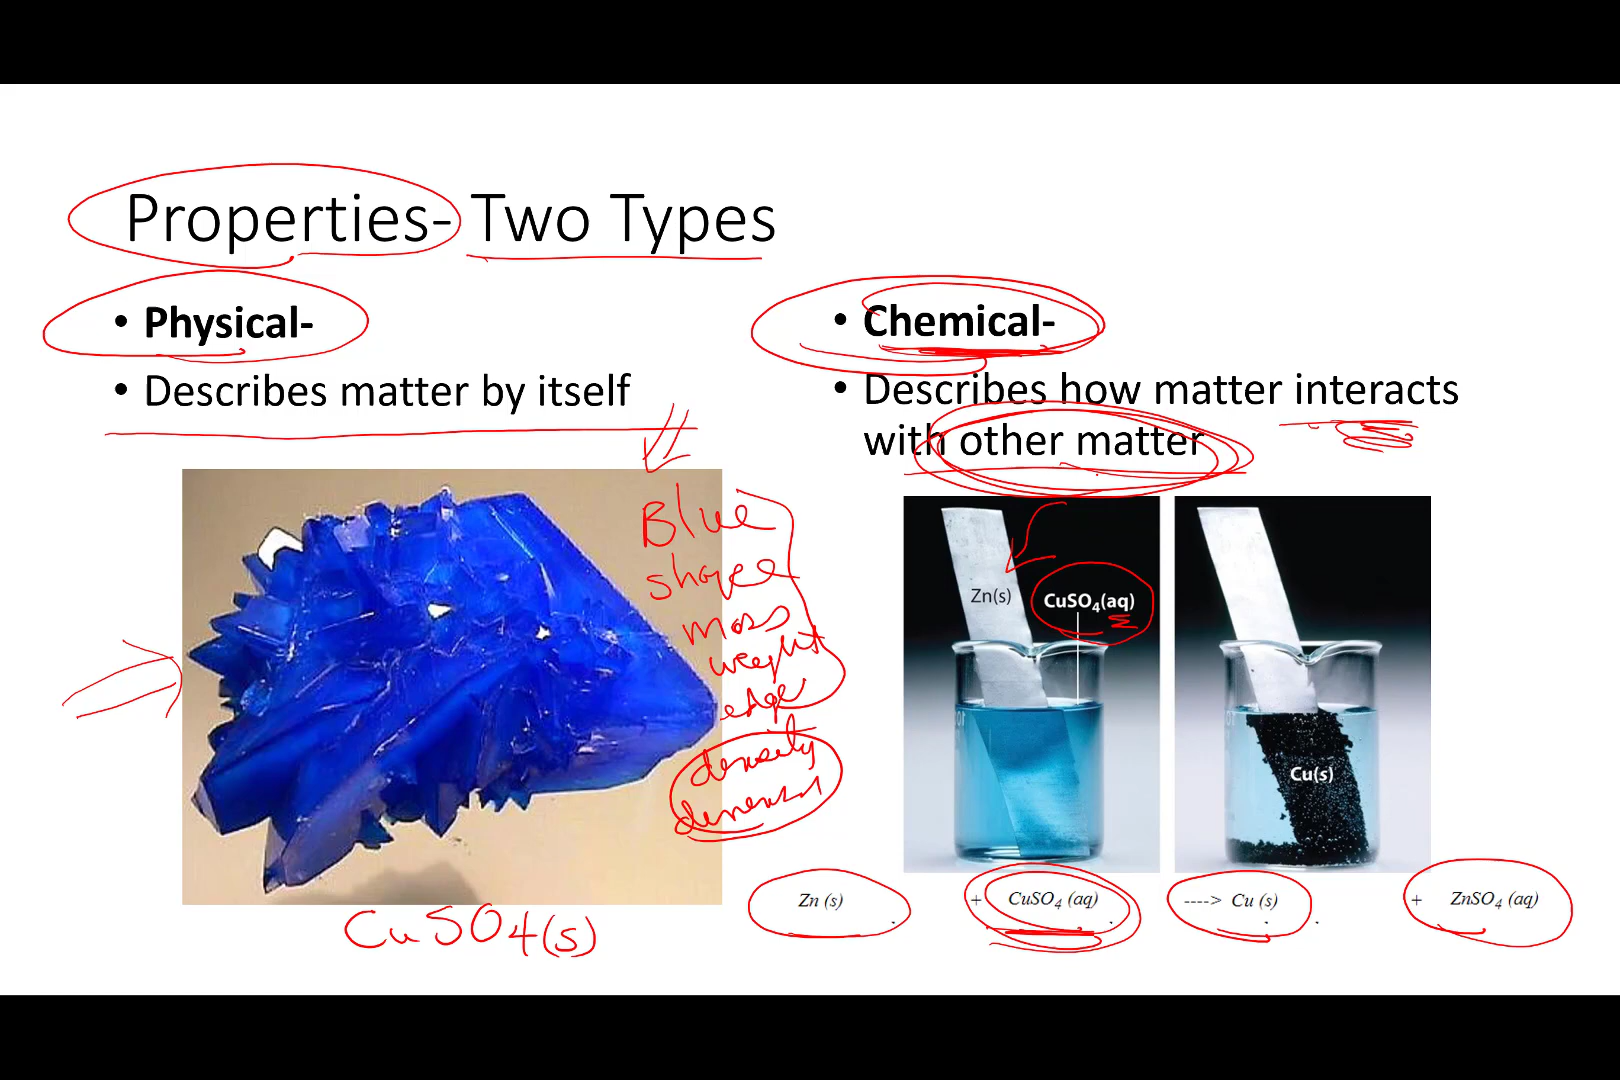 Properties- Two Types
• Physical-
• Describes matter by itself
Blue
shape
mass
weight
edge
density
CuSO4(s)
• Chemical-
• Describes how matter interacts
with other matter
Zn(s)
CuSO₄(aq)
Cu(s)
Zn (s) + CuSO₄ (aq) ----> Cu (s) + ZnSO₄ (aq)